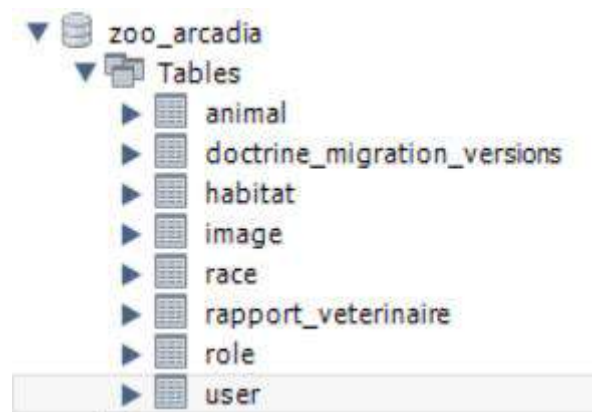 zoo_arcadia
Tables
animal
doctrine_migration_versions
habitat
image
race
rapport_veterinaire
role
user